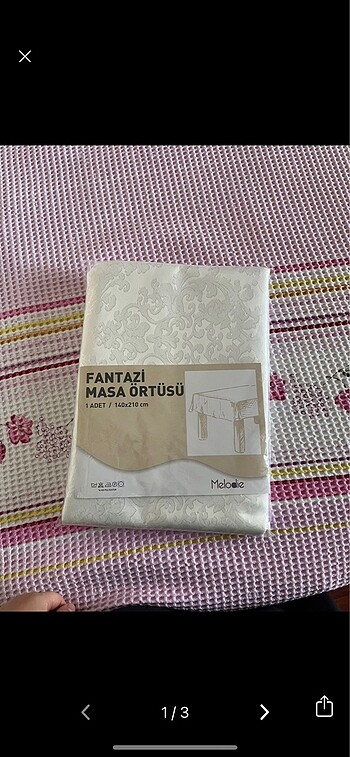 FANTAZİ
MASA ÖRTÜSÜ
1 ADET / 140x210 cm
Melodie
1 / 3